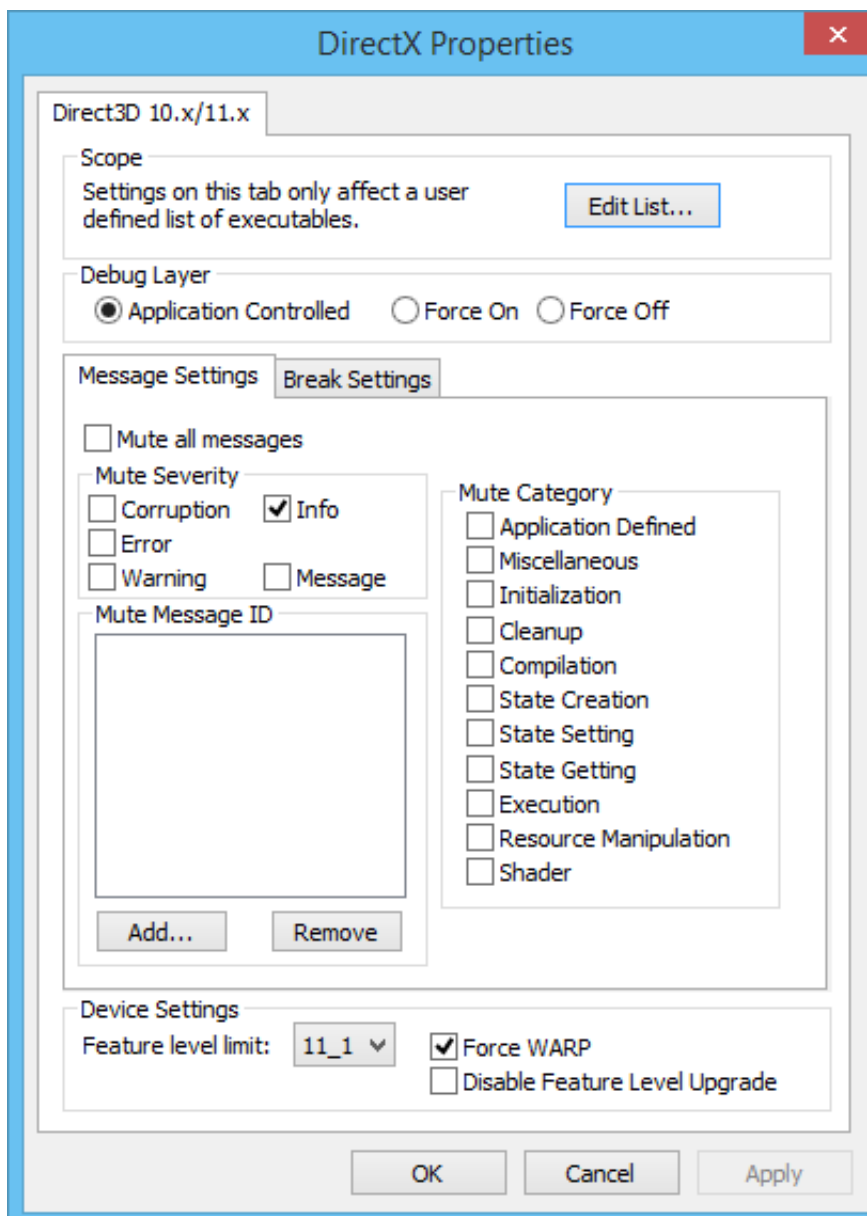 DirectX Properties
Direct3D 10.x/11.x
Scope
Settings on this tab only affect a user
defined list of executables.
Edit List...
Debug Layer
Application Controlled
Force On
Force Off
Message Settings
Break Settings
Mute all messages
Mute Severity
Corruption
Info
Error
Warning
Message
Mute Message ID
Add...
Remove
Mute Category
Application Defined
Miscellaneous
Initialization
Cleanup
Compilation
State Creation
State Setting
State Getting
Execution
Resource Manipulation
Shader
Device Settings
Feature level limit:
11_1
Force WARP
Disable Feature Level Upgrade
OK
Cancel
Apply